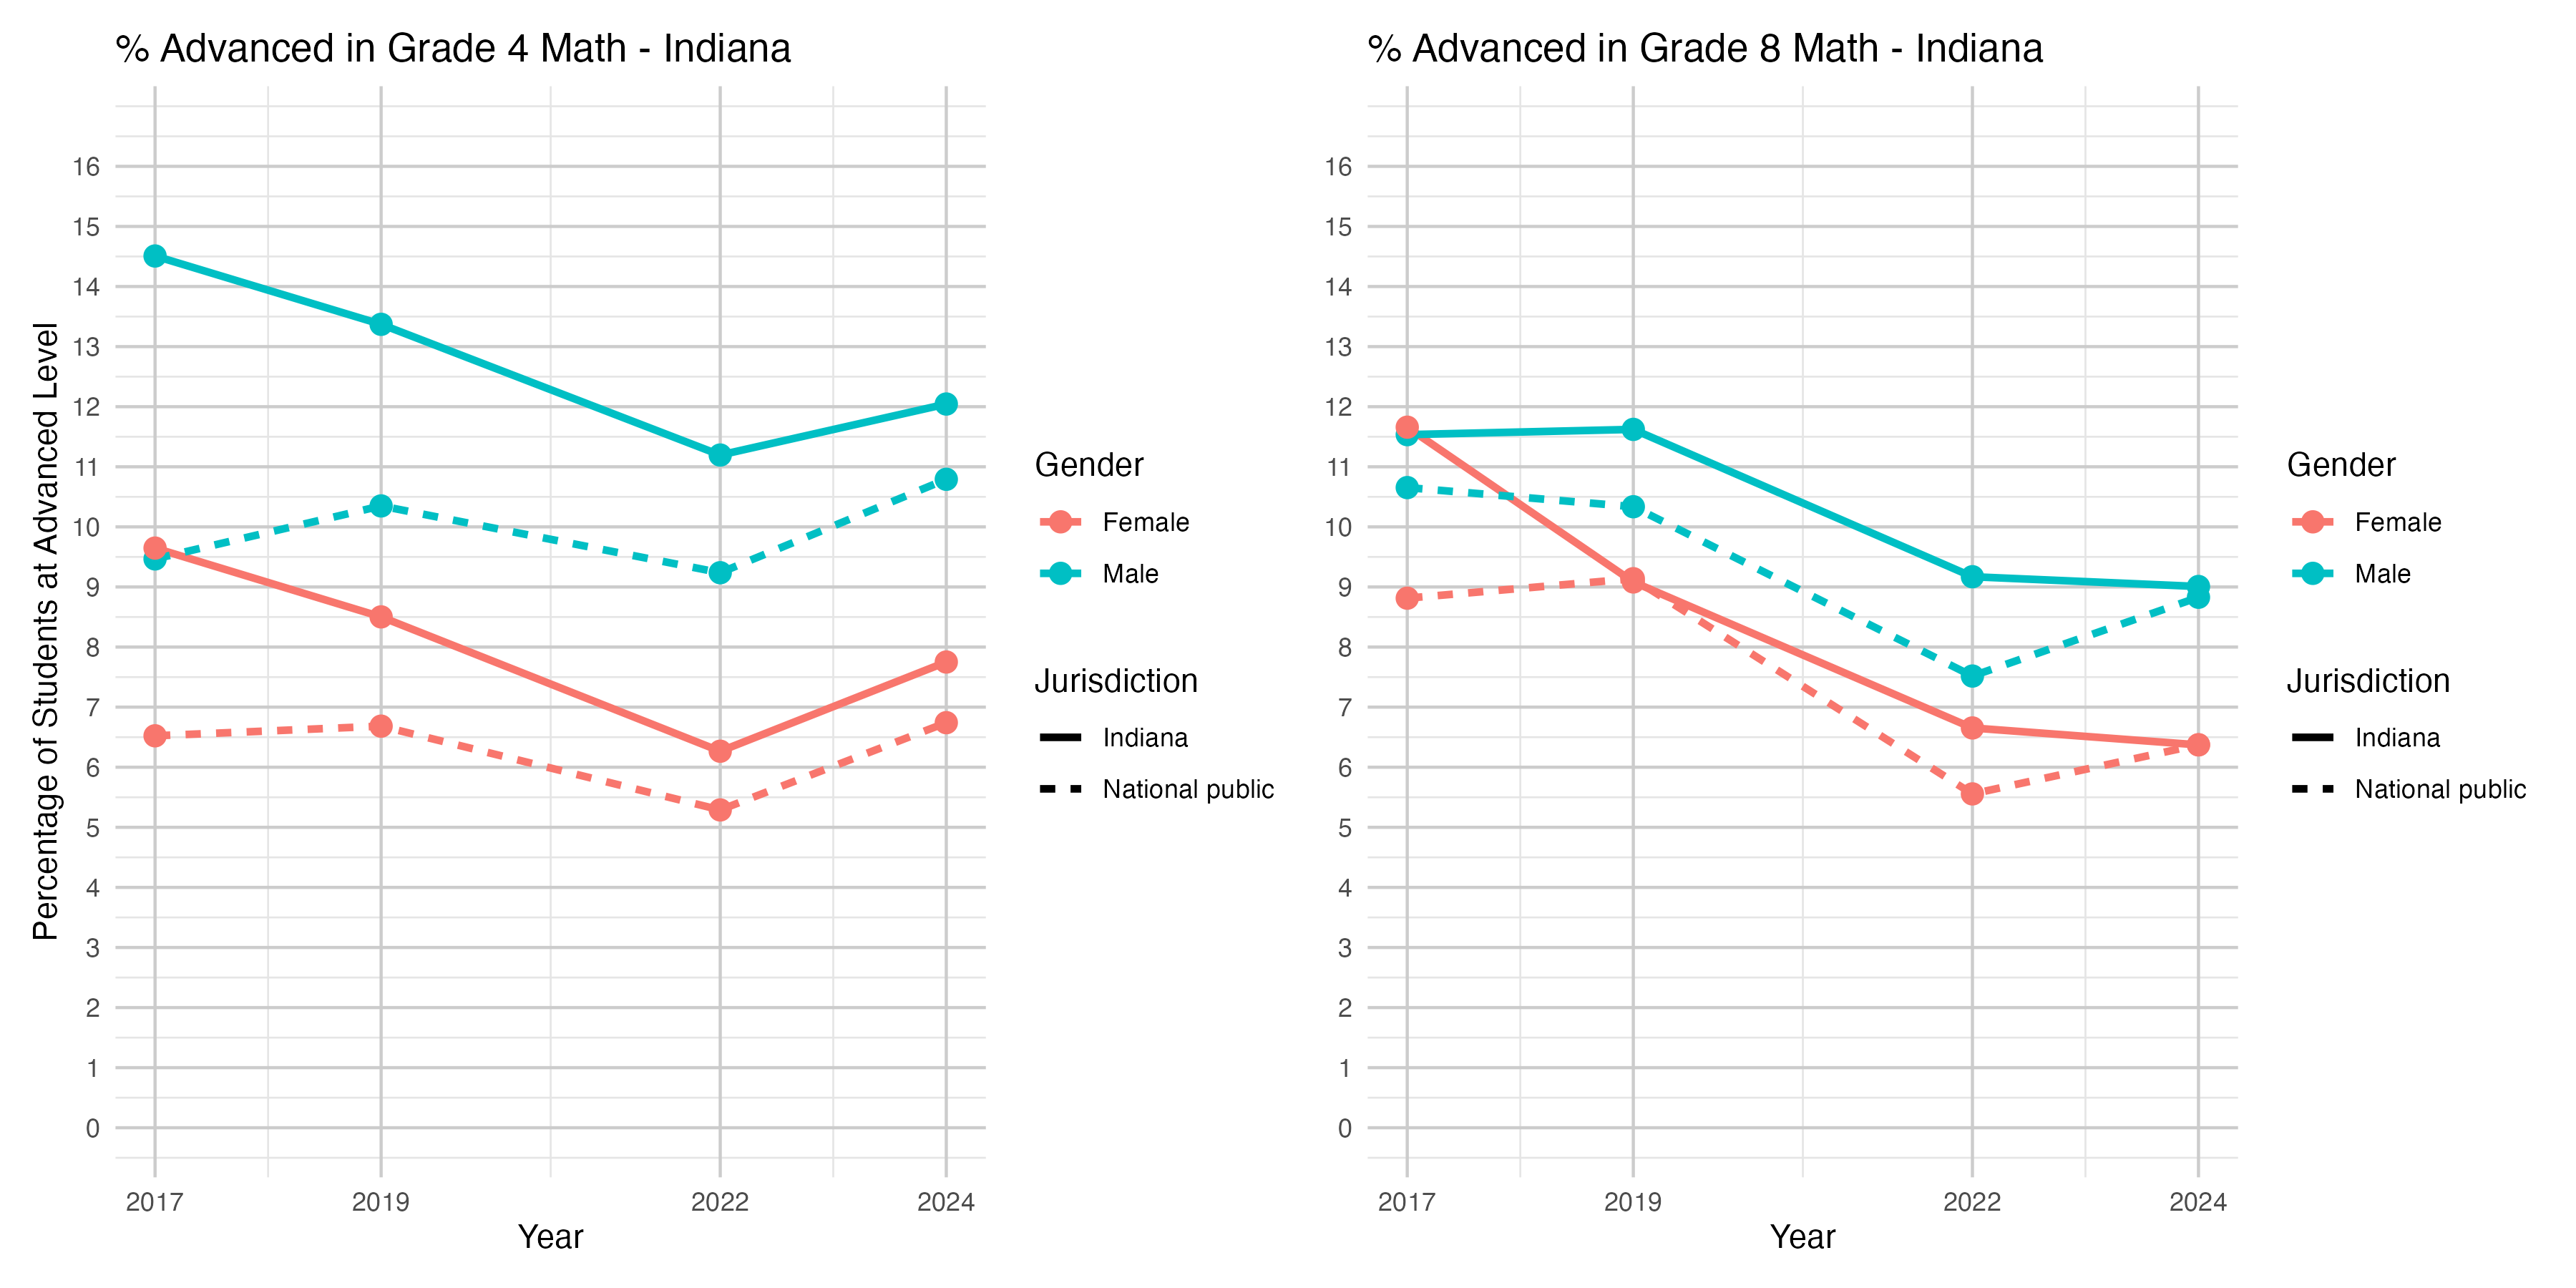 % Advanced in Grade 4 Math - Indiana
Percentage of Students at Advanced Level
16
15
14
13
12
11
10
9
8
7
6
5
4
3
2
1
0
2017 2019 2022 2024
Year
Gender
Female
Male
Jurisdiction
Indiana
National public
% Advanced in Grade 8 Math - Indiana
16
15
14
13
12
11
10
9
8
7
6
5
4
3
2
1
0
2017 2019 2022 2024
Year
Gender
Female
Male
Jurisdiction
Indiana
National public